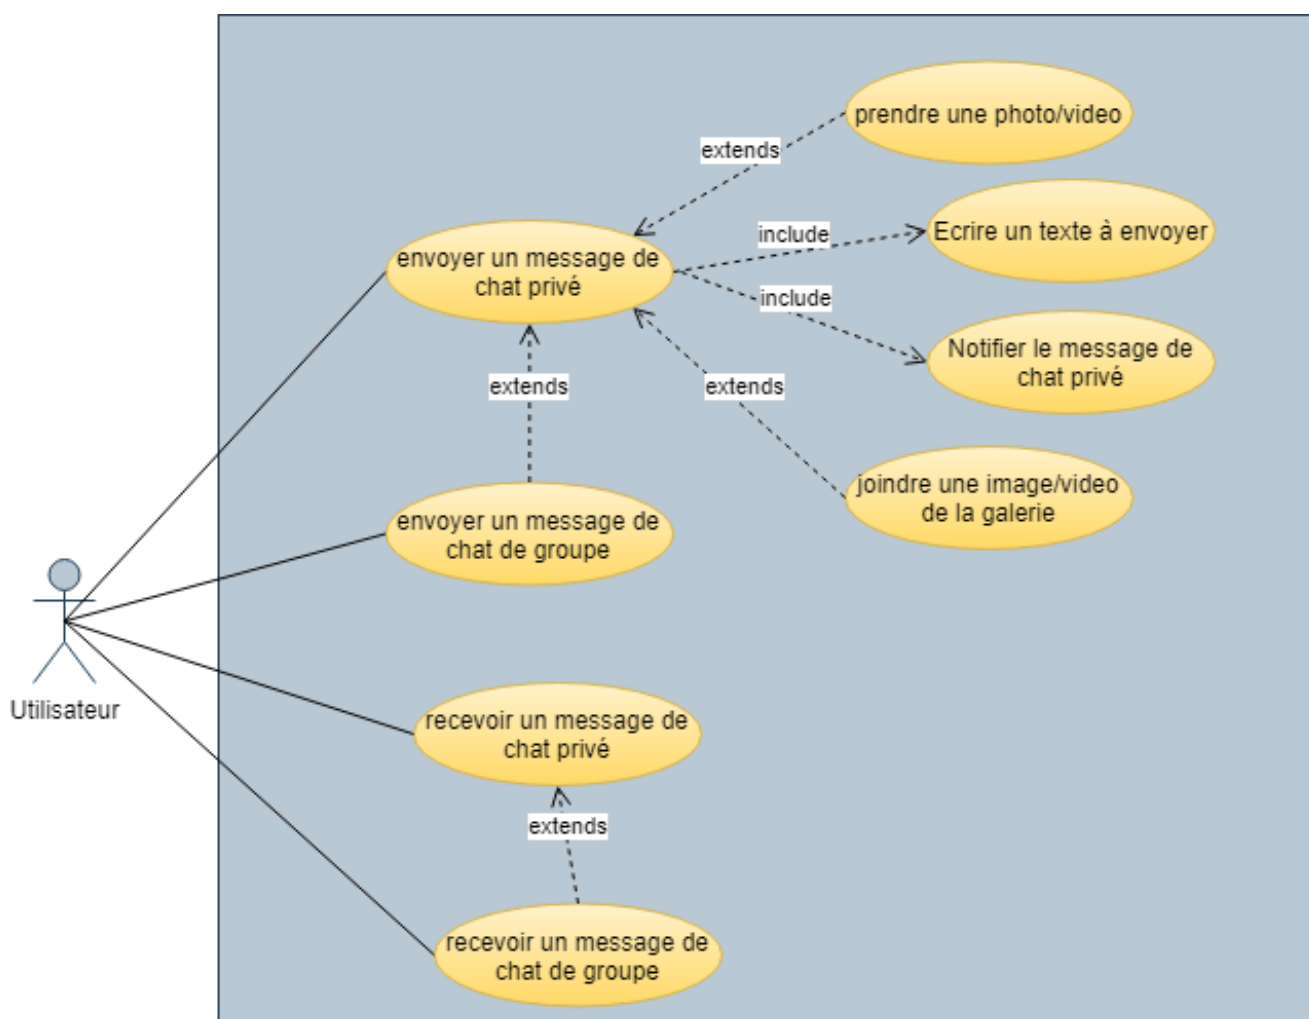 prendre une photo/video
extends
Ecrire un texte à envoyer
include
envoyer un message de
chat privé
include
Notifier le message de
chat privé
extends
extends
joindre une image/video
de la galerie
envoyer un message de
chat de groupe
Utilisateur
recevoir un message de
chat privé
extends
recevoir un message de
chat de groupe